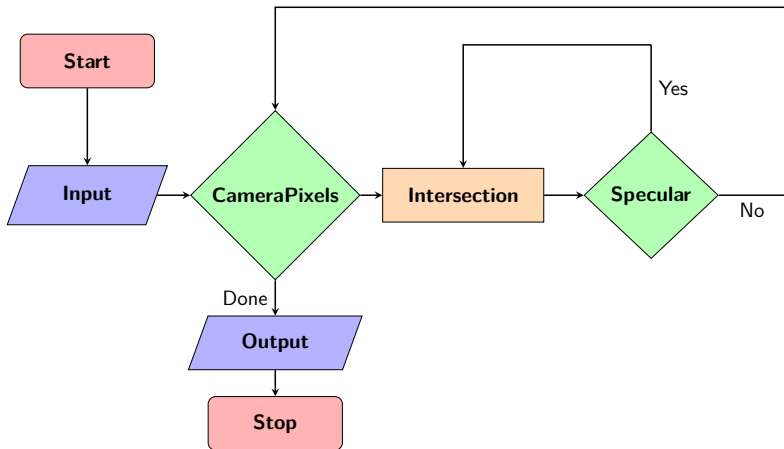 Start
Yes
Input
CameraPixels
Intersection
Specular
No
Done
Output
Stop